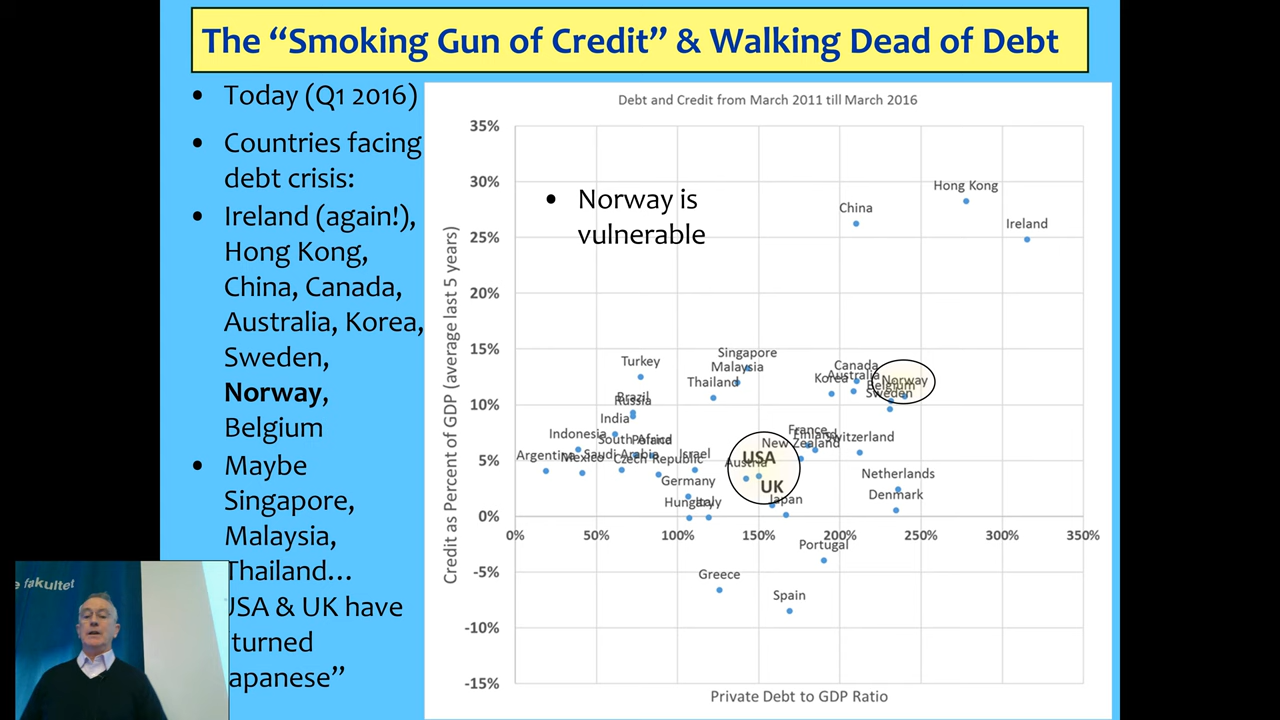 The “Smoking Gun of Credit” & Walking Dead of Debt
• Today (Q1 2016)
• Countries facing
debt crisis:
• Ireland (again!),
Hong Kong,
China, Canada,
Australia, Korea,
Sweden,
Norway,
Belgium
• Maybe
Singapore,
Malaysia,
Thailand…
USA & UK have
turned
apanese”
e fakultet
Debt and Credit from March 2011 till March 2016
• Norway is
vulnerable
Credit as Percent of GDP (average last 5 years)
35%
30%
25%
20%
15%
10%
5%
0%
-5%
-10%
-15%
0%
50%
100%
150%
200%
250%
300%
350%
Private Debt to GDP Ratio
Hong Kong
China
Ireland
Singapore
Turkey
Malaysia
Canada
Thailand
Korea
Australia
Norway
Belgium
Sweden
Brazil
Russia
India
Indonesia
South Africa
Poland
France
Finland
Switzerland
New Zealand
Argentina
Mexico
Saudi Arabia
Czech Republic
Israel
Austria
USA
UK
Germany
Netherlands
Denmark
Hungary
Italy
Japan
Portugal
Greece
Spain